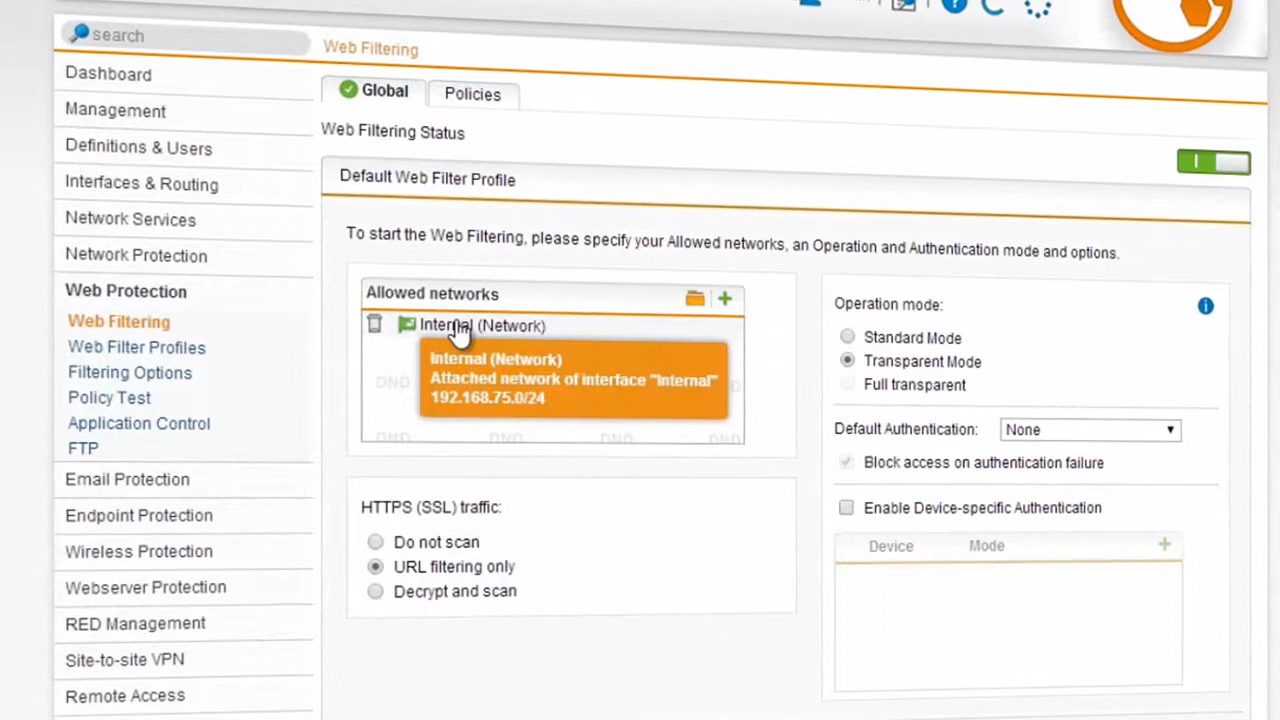 search
Dashboard
Management
Definitions & Users
Interfaces & Routing
Network Services
Network Protection
Web Protection
Web Filtering
Web Filter Profiles
Filtering Options
Policy Test
Application Control
FTP
Email Protection
Endpoint Protection
Wireless Protection
Webserver Protection
RED Management
Site-to-site VPN
Remote Access
Web Filtering
Global
Policies
Web Filtering Status
Default Web Filter Profile
To start the Web Filtering, please specify your Allowed networks, an Operation and Authentication mode and options.
Allowed networks
Internal (Network)
Internal (Network)
Attached network of interface "Internal"
192.168.75.0/24
DND
DND DND DND DND
HTTPS (SSL) traffic:
Do not scan
URL filtering only
Decrypt and scan
Operation mode:
Standard Mode
Transparent Mode
Full transparent
Default Authentication: None
Block access on authentication failure
Enable Device-specific Authentication
Device Mode